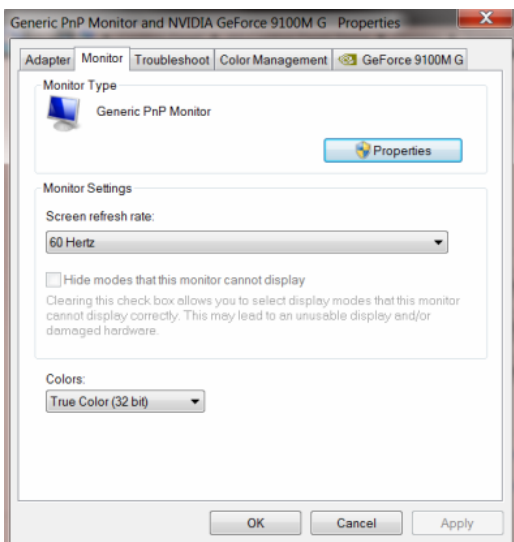 Generic PnP Monitor and NVIDIA GeForce 9100M G Properties
Adapter Monitor Troubleshoot Color Management GeForce 9100M G
Monitor Type
Generic PnP Monitor
Properties
Monitor Settings
Screen refresh rate:
60 Hertz
Hide modes that this monitor cannot display
Clearing this check box allows you to select display modes that this monitor
cannot display correctly. This may lead to an unusable display and/or
damaged hardware.
Colors:
True Color (32 bit)
OK Cancel Apply